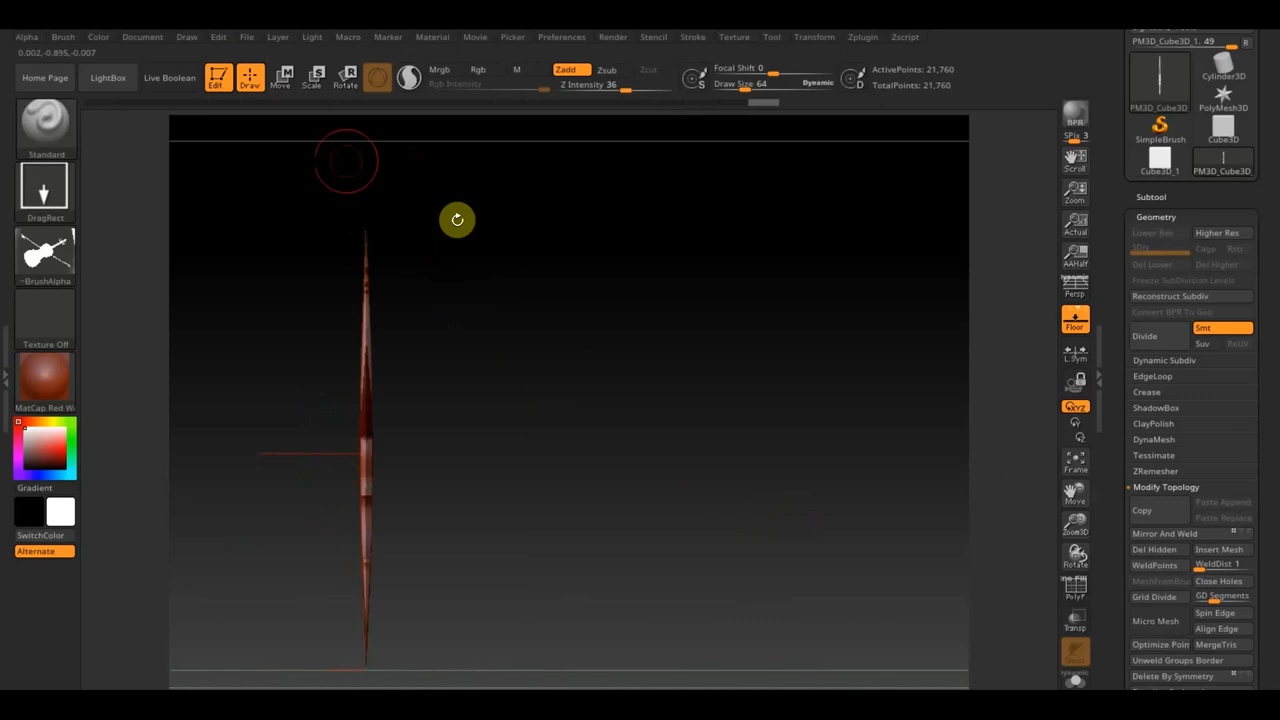 Alpha Brush Color Document Draw Edit File Layer Light Macro Marker Material Movie Picker Preferences Render Stencil Stroke Texture Tool Transform Zplugin Zscript
0.002,-0.895,-0.007
Home Page
LightBox
Live Boolean
Edit
Draw
Move
Scale
Rotate
Mrgb Rgb M
Rgb Intensity
Zadd Zsub Zcut
Z Intensity 36
S
Focal Shift 0
Draw Size 64 Dynamic
D
ActivePoints: 21,760
TotalPoints: 21,760
Standard
DragRect
~BrushAlpha
Texture Off
MatCap Red W
Gradient
SwitchColor
Alternate
BPR
SPix 3
Scroll
Zoom
Actual
AAHalf
Dynamic
Persp
Floor
L.Sym
XYZ
Y
Z
Frame
Move
Zoom3D
Rotate
PolyF
Transp
Dynamic
PM3D_Cube3D_1. 49 R
PM3D_Cube3D
Cylinder3D
PolyMesh3D
SimpleBrush
Cube3D
Cube3D_1
PM3D_Cube3D_
Subtool
Geometry
Lower Res Higher Res
SDiv Cage Rstr
Del Lower Del Higher
Freeze SubDivision Levels
Reconstruct Subdiv
Convert BPR To Geo
Divide
Smt
Suv ReUV
Dynamic Subdiv
EdgeLoop
Crease
ShadowBox
ClayPolish
DynaMesh
Tessimate
ZRemesher
Modify Topology
Copy
Paste Append
Paste Replace
Mirror And Weld
Del Hidden Insert Mesh
WeldPoints WeldDist 1
MeshFromBru Close Holes
Grid Divide GD Segments
Micro Mesh
Spin Edge
Align Edge
Optimize Poin MergeTris
Unweld Groups Border
Delete By Symmetry